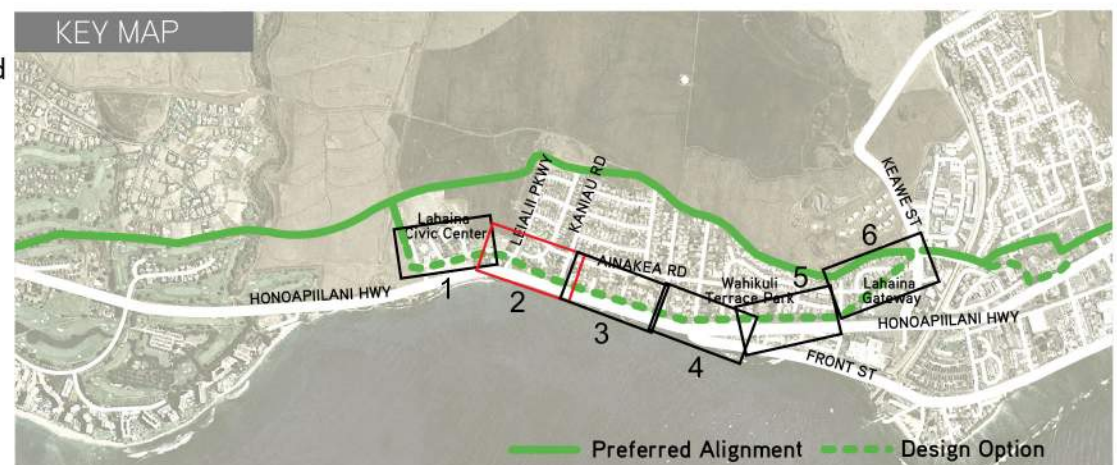 KEY MAP
d
KEAWE ST
LEIALII PKWY
KANIAU RD
Lahaina
Civic Center
6
AINAKEA RD
5
Wahikuli
Terrace Park
Lahaina
Gateway
HONOAPIILANI HWY
1
2
3
4
HONOAPIILANI HWY
FRONT ST
Preferred Alignment
Design Option